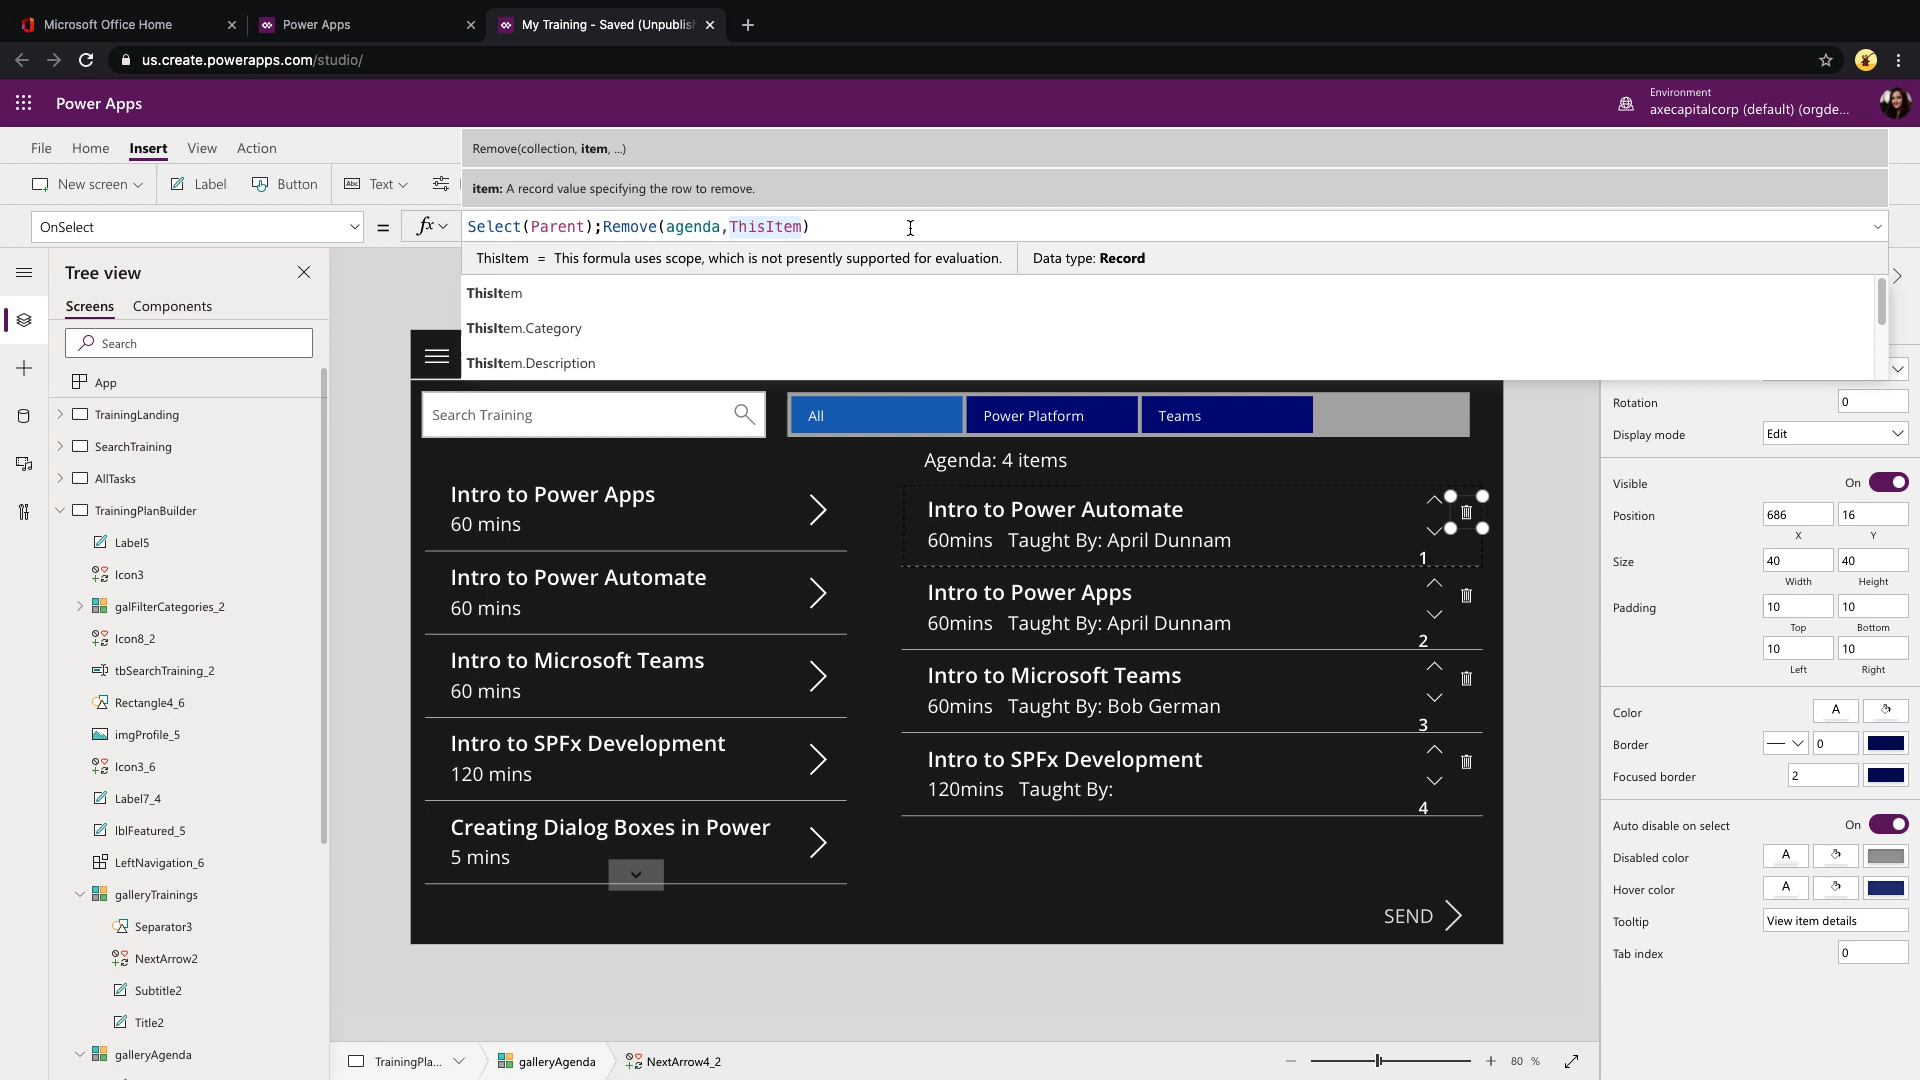 Microsoft Office Home
Power Apps
My Training - Saved (Unpublis
us.create.powerapps.com/studio/
Power Apps
Environment
axecapitalcorp (default) (orgde...
File Home Insert View Action
New screen
Label
Button
Text
Remove(collection, item, ...)
item: A record value specifying the row to remove.
OnSelect
=
fx
Select(Parent);Remove(agenda,ThisItem)
ThisItem = This formula uses scope, which is not presently supported for evaluation.
Data type: Record
ThisItem
ThisItem.Category
ThisItem.Description
Tree view
Screens
Components
Search
App
TrainingLanding
SearchTraining
AllTasks
TrainingPlanBuilder
Label5
Icon3
galFilterCategories_2
Icon8_2
tbSearchTraining_2
Rectangle4_6
imgProfile_5
Icon3_6
Label7_4
lblFeatured_5
LeftNavigation_6
galleryTrainings
Separator3
NextArrow2
Subtitle2
Title2
galleryAgenda
Search Training
All
Power Platform
Teams
Agenda: 4 items
Intro to Power Apps
60 mins
Intro to Power Automate
60 mins
Intro to Microsoft Teams
60 mins
Intro to SPFx Development
120 mins
Creating Dialog Boxes in Power
5 mins
Intro to Power Automate
60mins Taught By: April Dunnam
1
Intro to Power Apps
60mins Taught By: April Dunnam
2
Intro to Microsoft Teams
60mins Taught By: Bob German
3
Intro to SPFx Development
120mins Taught By:
4
SEND
Rotation
0
Display mode
Edit
Visible
On
Position
686
16
X
Y
Size
40
40
Width
Height
Padding
10
10
Top
Bottom
10
10
Left
Right
Color
A
Border
0
Focused border
2
Auto disable on select
On
Disabled color
A
Hover color
A
Tooltip
View item details
Tab index
0
TrainingPla...
galleryAgenda
NextArrow4_2
80 %